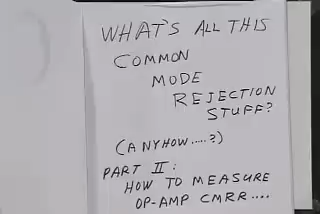 WHAT'S ALL THIS
COMMON
MODE
REJECTION
STUFF?
(ANYHOW.....?)
PART II:
HOW TO MEASURE
OP-AMP CMRR....